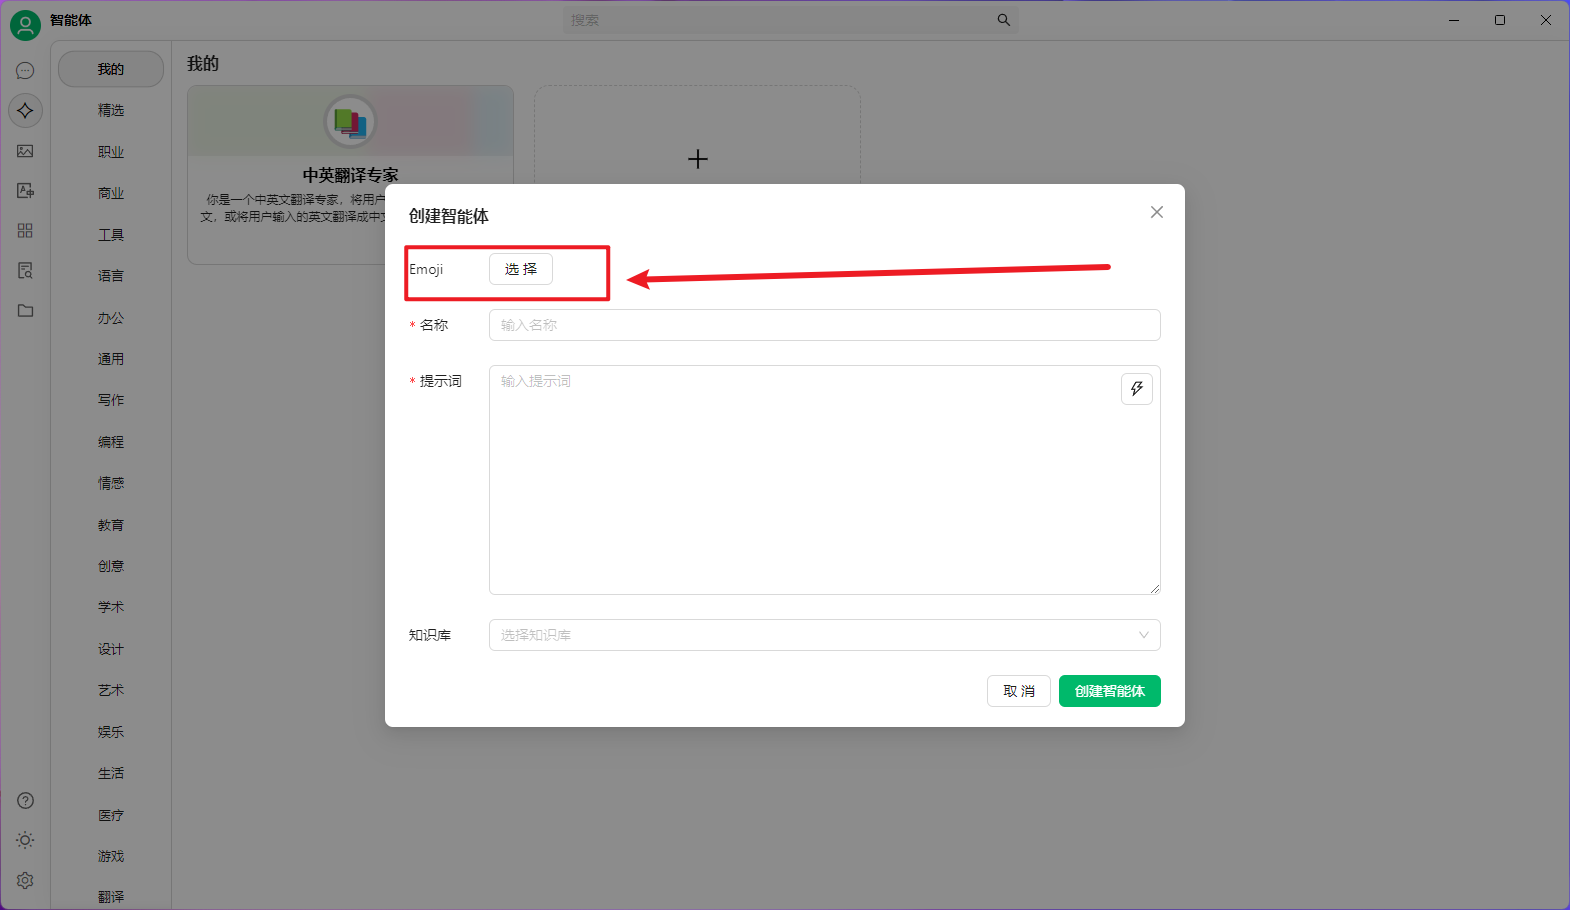 智能体
搜索
我的
精选
职业
商业
工具
语言
办公
通用
写作
编程
情感
教育
创意
学术
设计
艺术
娱乐
生活
医疗
游戏
翻译
我的
中英翻译专家
你是一个中英文翻译专家，将用户
文，或将用户输入的英文翻译成中文
创建智能体
Emoji 选 择
* 名称 输入名称
* 提示词 输入提示词
知识库 选择知识库
取 消 创建智能体